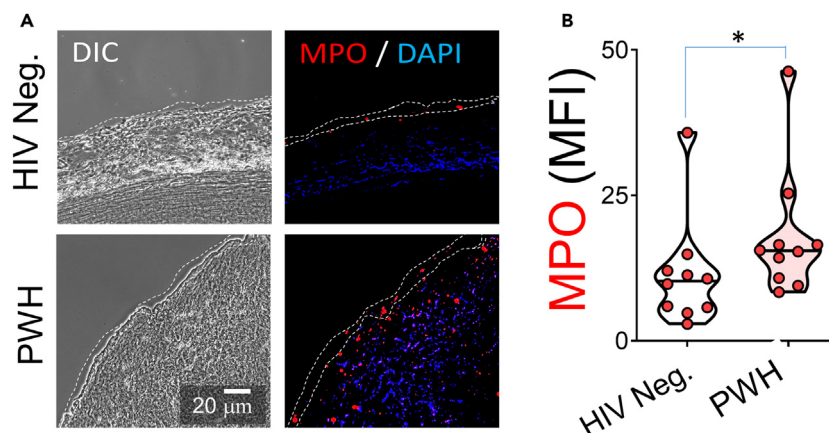 A
HIV Neg.
DIC
MPO / DAPI
PWH
20 µm
B
MPO (MFI)
50
25
0
*
HIV Neg.
PWH